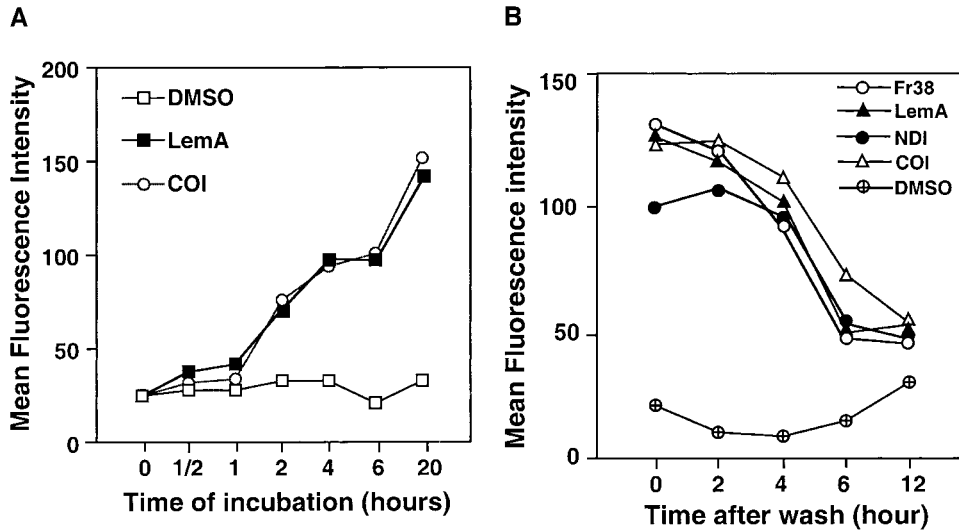 A
Mean Fluorescence Intensity
200
150
100
50
0
DMSO
LemA
COI
0 1/2 1 2 4 6 20
Time of incubation (hours)
B
Mean Fluorescence intensity
150
100
50
0
Fr38
LemA
NDI
COI
DMSO
0 2 4 6 12
Time after wash (hour)